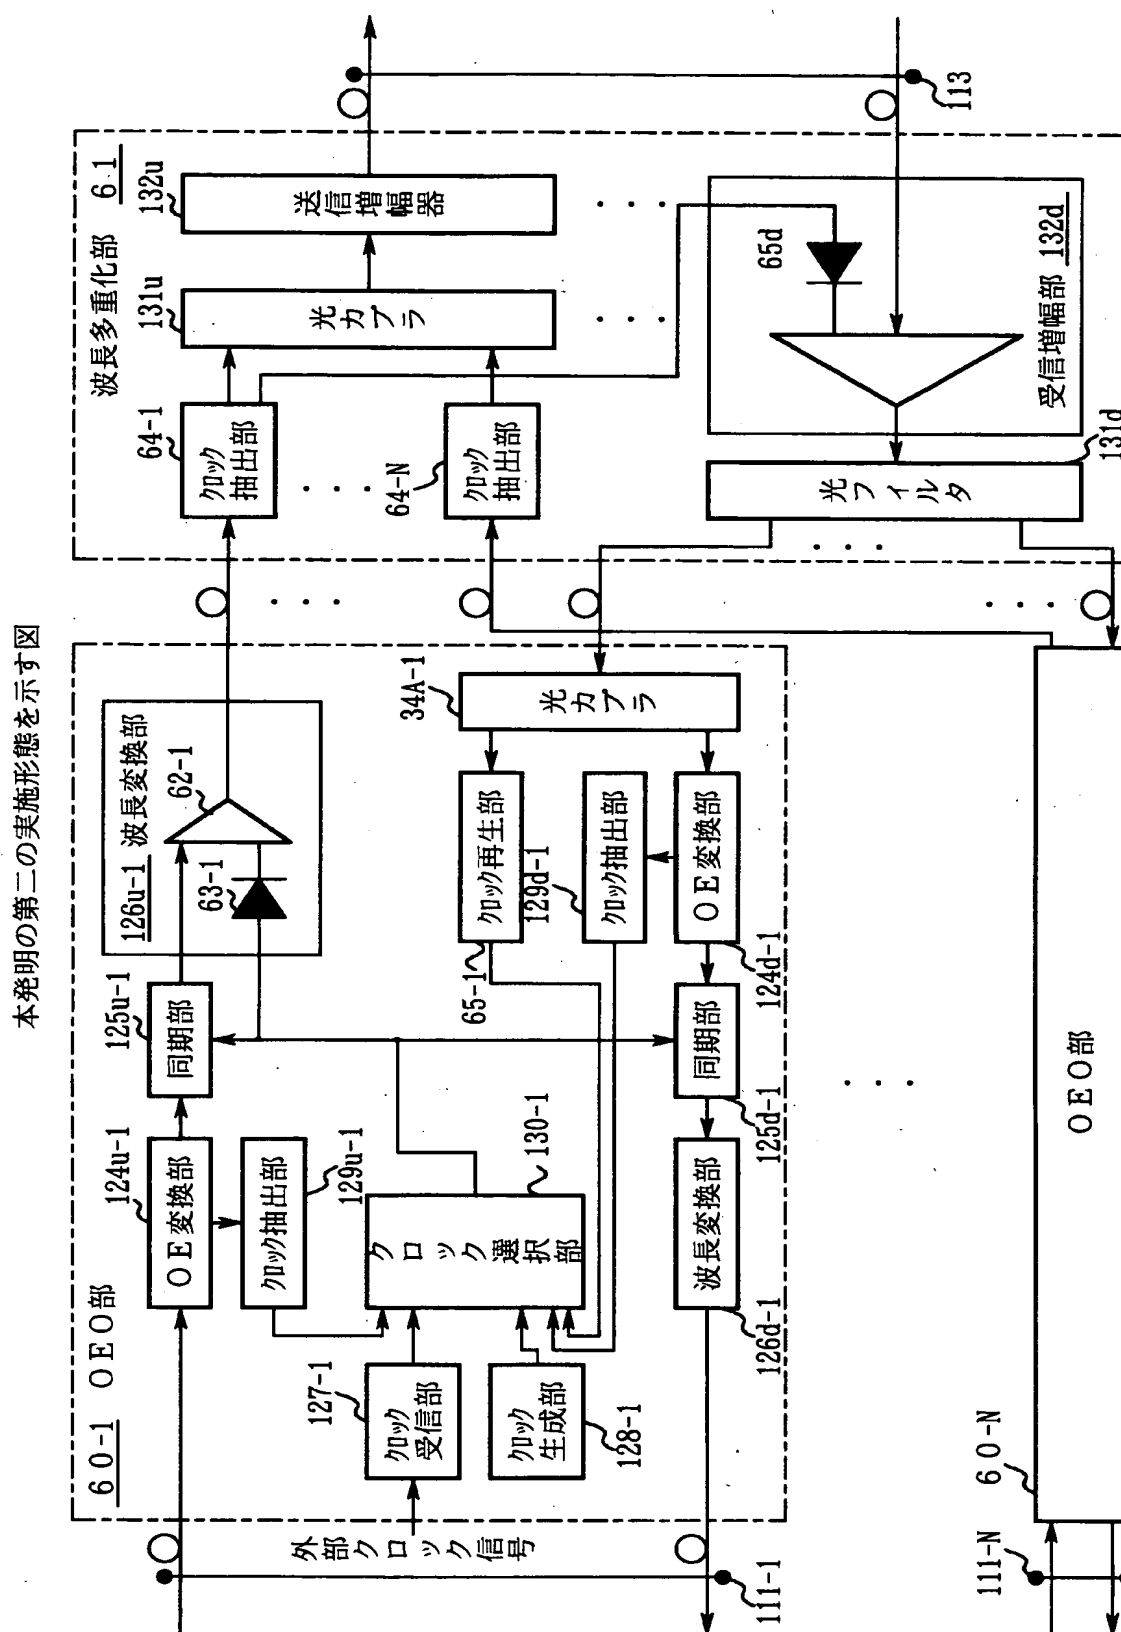 本発明の第二の実施形態を示す図
60-1 OEO部
124u-1
OE変換部
125u-1
同期部
126u-1 波長変換部
62-1
63-1
129u-1
クロック抽出部
127-1
クロック
受信部
外部クロック信号
128-1
クロック
生成部
130-1
クロック
選択部
65-1
クロック再生部
129d-1
クロック抽出部
34A-1
光カプラ
124d-1
OE変換部
125d-1
同期部
126d-1
波長変換部
111-1
波長多重化部 61
64-1
クロック
抽出部
64-N
クロック
抽出部
131u
光カプラ
132u
送信増幅器
65d
受信増幅部 132d
131d
光フィルタ
113
60-N
OEO部
111-N